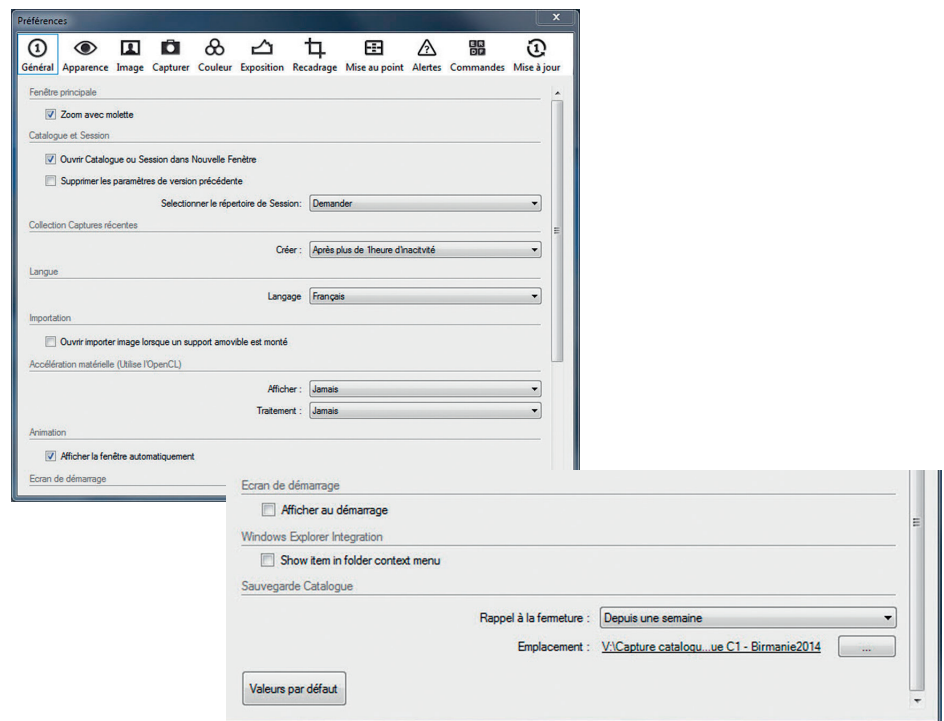 Préférences
Général Apparence Image Capturer Couleur Exposition Recadrage Mise au point Alertes Commandes Mise à jour
Fenêtre principale
Zoom avec molette
Catalogue et Session
Ouvrir Catalogue ou Session dans Nouvelle Fenêtre
Supprimer les paramètres de version précédente
Selectionner le répertoire de Session: Demander
Collection Captures récentes
Créer : Après plus de 1heure d'inacitvité
Langue
Langage Français
Importation
Ouvrir importer image lorsque un support amovible est monté
Accélération matérielle (Utilise l'OpenCL)
Afficher : Jamais
Traitement : Jamais
Animation
Afficher la fenêtre automatiquement
Ecran de démarrage
Ecran de démarrage
Afficher au démarrage
Windows Explorer Integration
Show item in folder context menu
Sauvegarde Catalogue
Rappel à la fermeture : Depuis une semaine
Emplacement : V:\Capture catalogu...ue C1 - Birmanie2014 ...
Valeurs par défaut